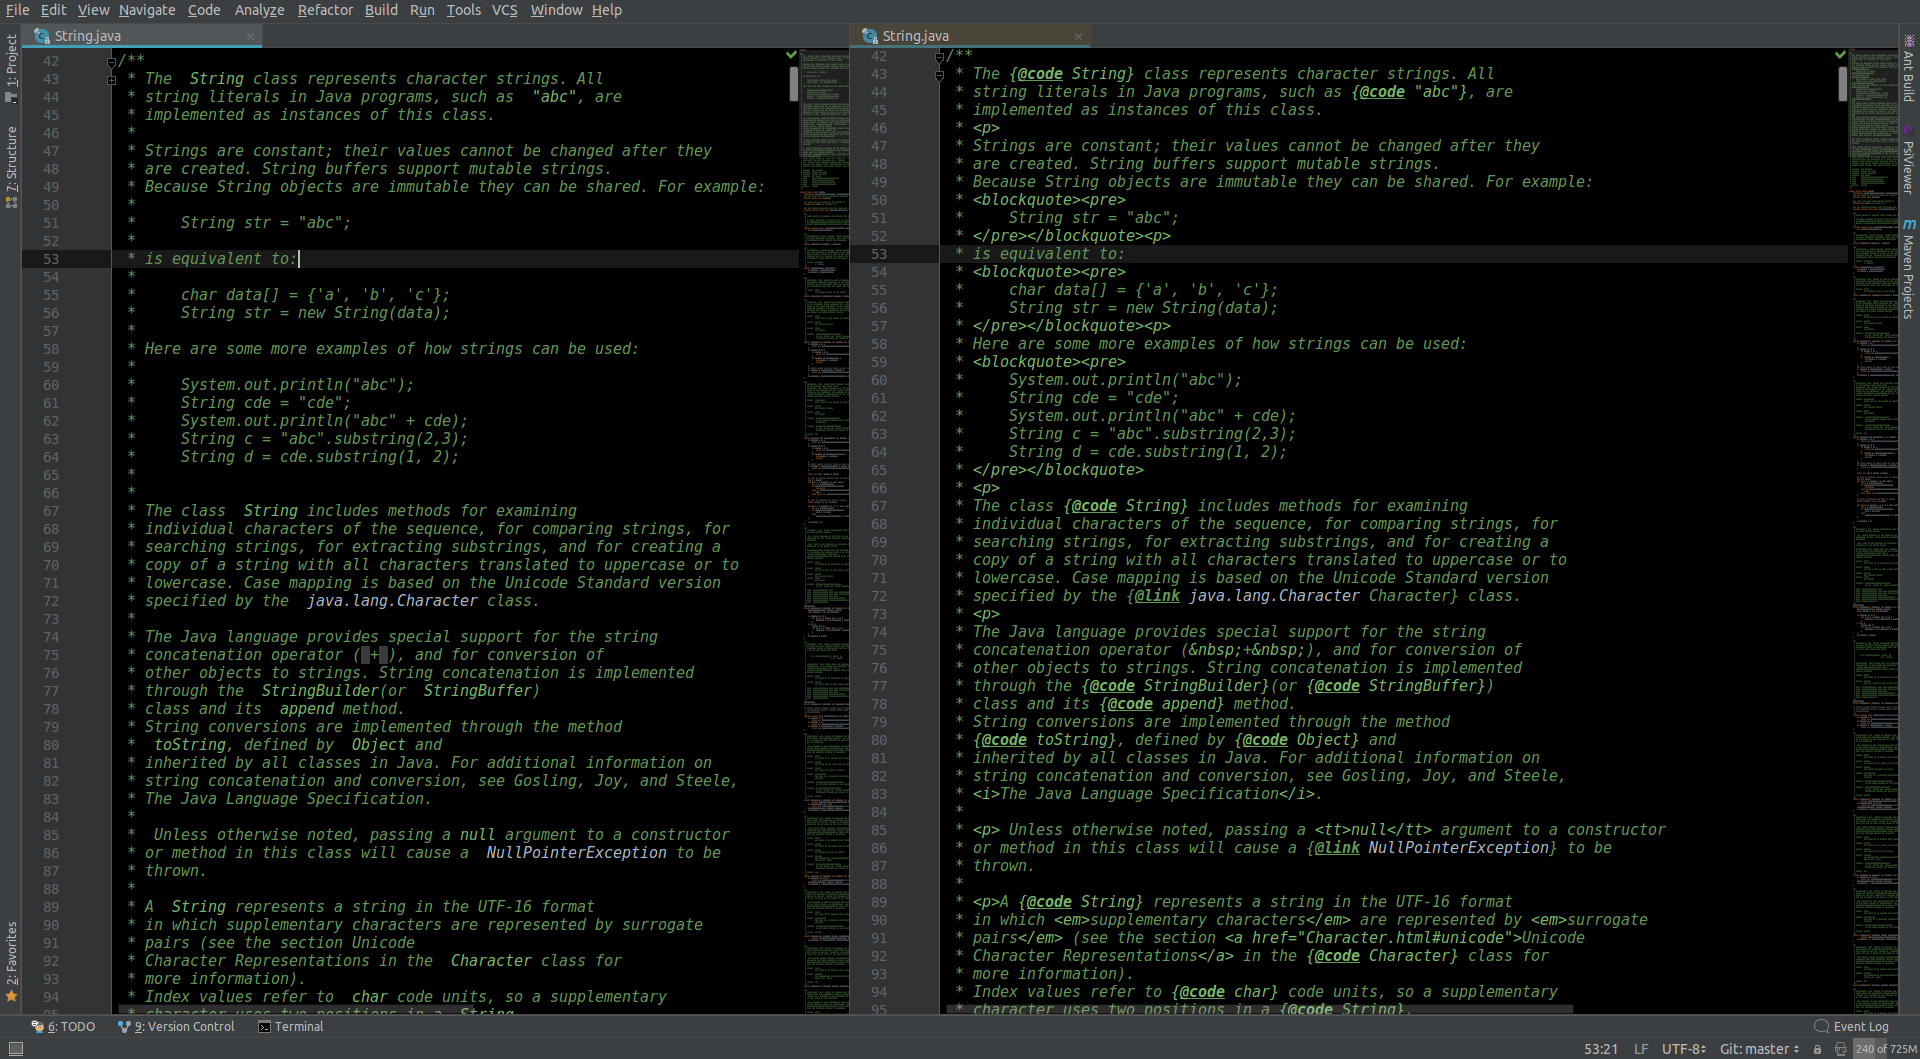 File Edit View Navigate Code Analyze Refactor Build Run Tools VCS Window Help
String.java
String.java
1: Project
7: Structure
2: Favorites
42 /**
43  * The  String class represents character strings. All
44  * string literals in Java programs, such as  "abc", are
45  * implemented as instances of this class.
46  *
47  * Strings are constant; their values cannot be changed after they
48  * are created. String buffers support mutable strings.
49  * Because String objects are immutable they can be shared. For example:
50  *
51  *     String str = "abc";
52  *
53  * is equivalent to:
54  *
55  *     char data[] = {'a', 'b', 'c'};
56  *     String str = new String(data);
57  *
58  * Here are some more examples of how strings can be used:
59  *
60  *     System.out.println("abc");
61  *     String cde = "cde";
62  *     System.out.println("abc" + cde);
63  *     String c = "abc".substring(2,3);
64  *     String d = cde.substring(1, 2);
65  *
66  *
67  * The class  String includes methods for examining
68  * individual characters of the sequence, for comparing strings, for
69  * searching strings, for extracting substrings, and for creating a
70  * copy of a string with all characters translated to uppercase or to
71  * lowercase. Case mapping is based on the Unicode Standard version
72  * specified by the  java.lang.Character class.
73  *
74  * The Java language provides special support for the string
75  * concatenation operator ( + ), and for conversion of
76  * other objects to strings. String concatenation is implemented
77  * through the  StringBuilder(or  StringBuffer)
78  * class and its  append method.
79  * String conversions are implemented through the method
80  *  toString, defined by  Object and
81  * inherited by all classes in Java. For additional information on
82  * string concatenation and conversion, see Gosling, Joy, and Steele,
83  * The Java Language Specification.
84  *
85  *  Unless otherwise noted, passing a null argument to a constructor
86  * or method in this class will cause a  NullPointerException to be
87  * thrown.
88  *
89  * A  String represents a string in the UTF-16 format
90  * in which supplementary characters are represented by surrogate
91  * pairs (see the section Unicode
92  * Character Representations in the  Character class for
93  * more information).
94  * Index values refer to  char code units, so a supplementary
* character uses two positions in a  String.
42 /**
43  * The {@code String} class represents character strings. All
44  * string literals in Java programs, such as {@code "abc"}, are
45  * implemented as instances of this class.
46  * <p>
47  * Strings are constant; their values cannot be changed after they
48  * are created. String buffers support mutable strings.
49  * Because String objects are immutable they can be shared. For example:
50  * <blockquote><pre>
51  *     String str = "abc";
52  * </pre></blockquote><p>
53  * is equivalent to:
54  * <blockquote><pre>
55  *     char data[] = {'a', 'b', 'c'};
56  *     String str = new String(data);
57  * </pre></blockquote><p>
58  * Here are some more examples of how strings can be used:
59  * <blockquote><pre>
60  *     System.out.println("abc");
61  *     String cde = "cde";
62  *     System.out.println("abc" + cde);
63  *     String c = "abc".substring(2,3);
64  *     String d = cde.substring(1, 2);
65  * </pre></blockquote>
66  * <p>
67  * The class {@code String} includes methods for examining
68  * individual characters of the sequence, for comparing strings, for
69  * searching strings, for extracting substrings, and for creating a
70  * copy of a string with all characters translated to uppercase or to
71  * lowercase. Case mapping is based on the Unicode Standard version
72  * specified by the {@link java.lang.Character Character} class.
73  * <p>
74  * The Java language provides special support for the string
75  * concatenation operator (&nbsp;+&nbsp;), and for conversion of
76  * other objects to strings. String concatenation is implemented
77  * through the {@code StringBuilder}(or {@code StringBuffer})
78  * class and its {@code append} method.
79  * String conversions are implemented through the method
80  * {@code toString}, defined by {@code Object} and
81  * inherited by all classes in Java. For additional information on
82  * string concatenation and conversion, see Gosling, Joy, and Steele,
83  * <i>The Java Language Specification</i>.
84  *
85  * <p> Unless otherwise noted, passing a <tt>null</tt> argument to a constructor
86  * or method in this class will cause a {@link NullPointerException} to be
87  * thrown.
88  *
89  * <p>A {@code String} represents a string in the UTF-16 format
90  * in which <em>supplementary characters</em> are represented by <em>surrogate
91  * pairs</em> (see the section <a href="Character.html#unicode">Unicode
92  * Character Representations</a> in the {@code Character} class for
93  * more information).
94  * Index values refer to {@code char} code units, so a supplementary
95  * character uses two positions in a {@code String}.
Ant Build
PsiViewer
m Maven Projects
6: TODO 9: Version Control Terminal Event Log
53:21 LF UTF-8 Git: master 240 of 725M